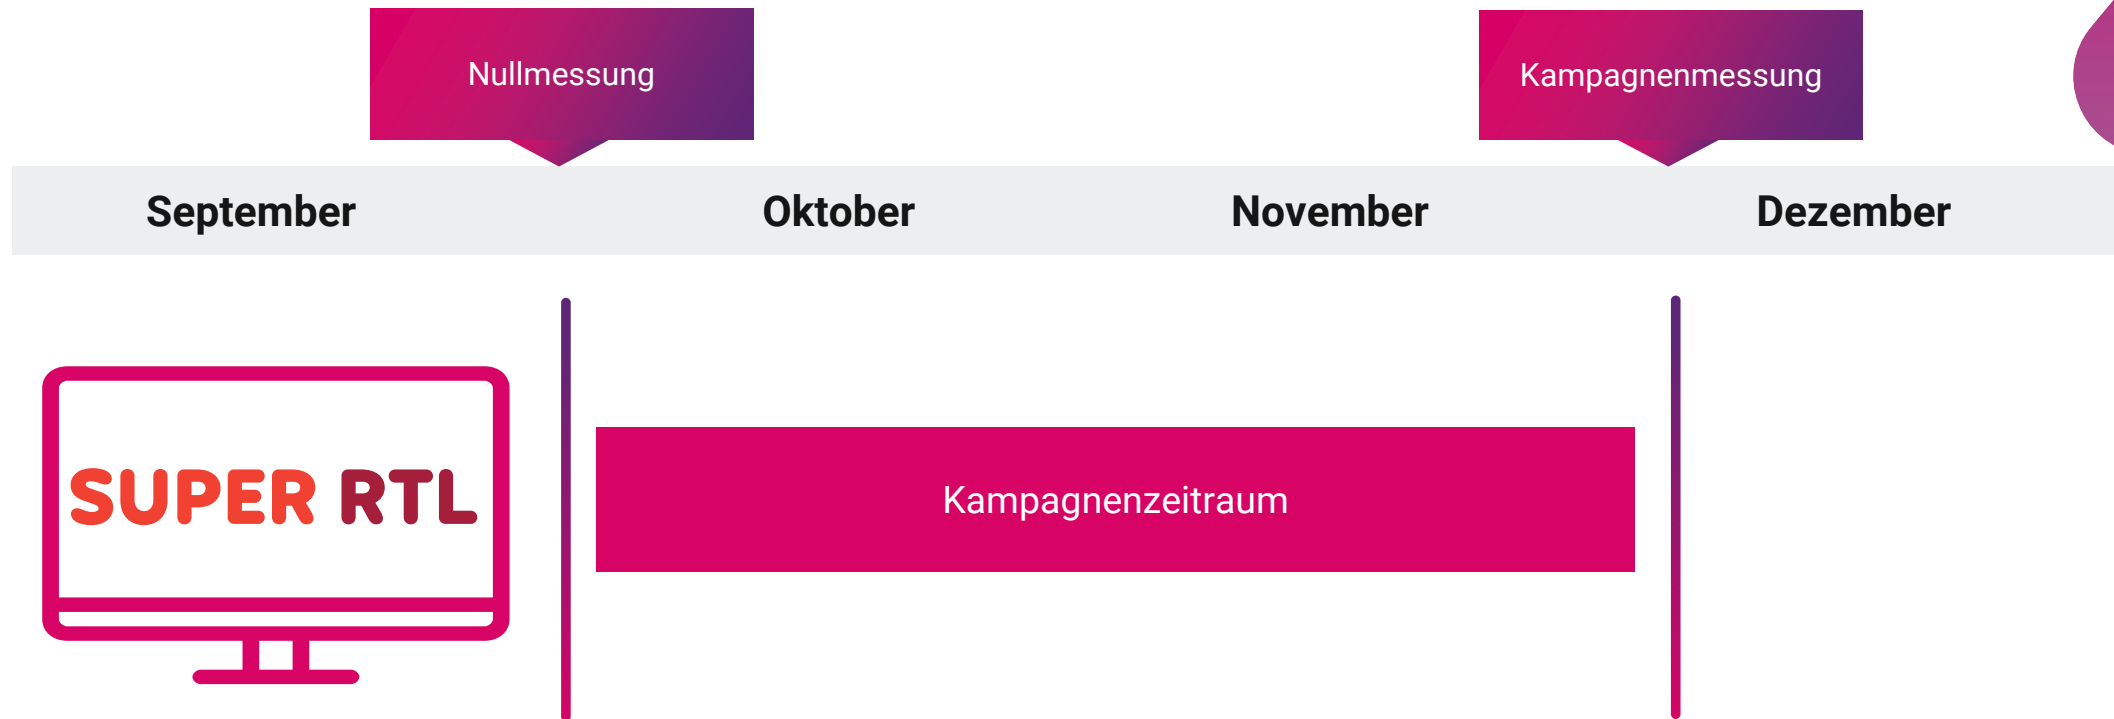 Nullmessung
Kampagnenmessung
September
Oktober
November
Dezember
SUPER RTL
Kampagnenzeitraum